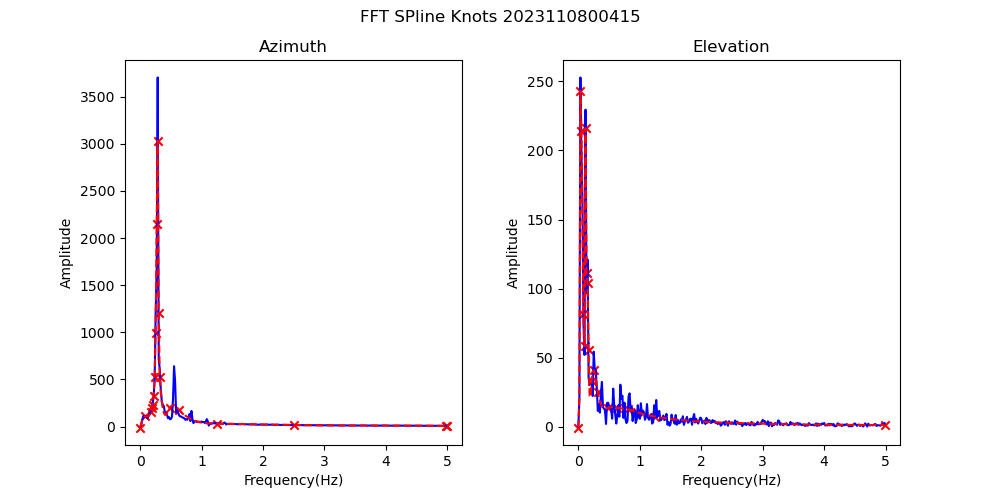 FFT SPline Knots 2023110800415
Azimuth
Elevation
Amplitude
3500
3000
2500
2000
1500
1000
500
0
0 1 2 3 4 5
Frequency(Hz)
Amplitude
250
200
150
100
50
0
0 1 2 3 4 5
Frequency(Hz)